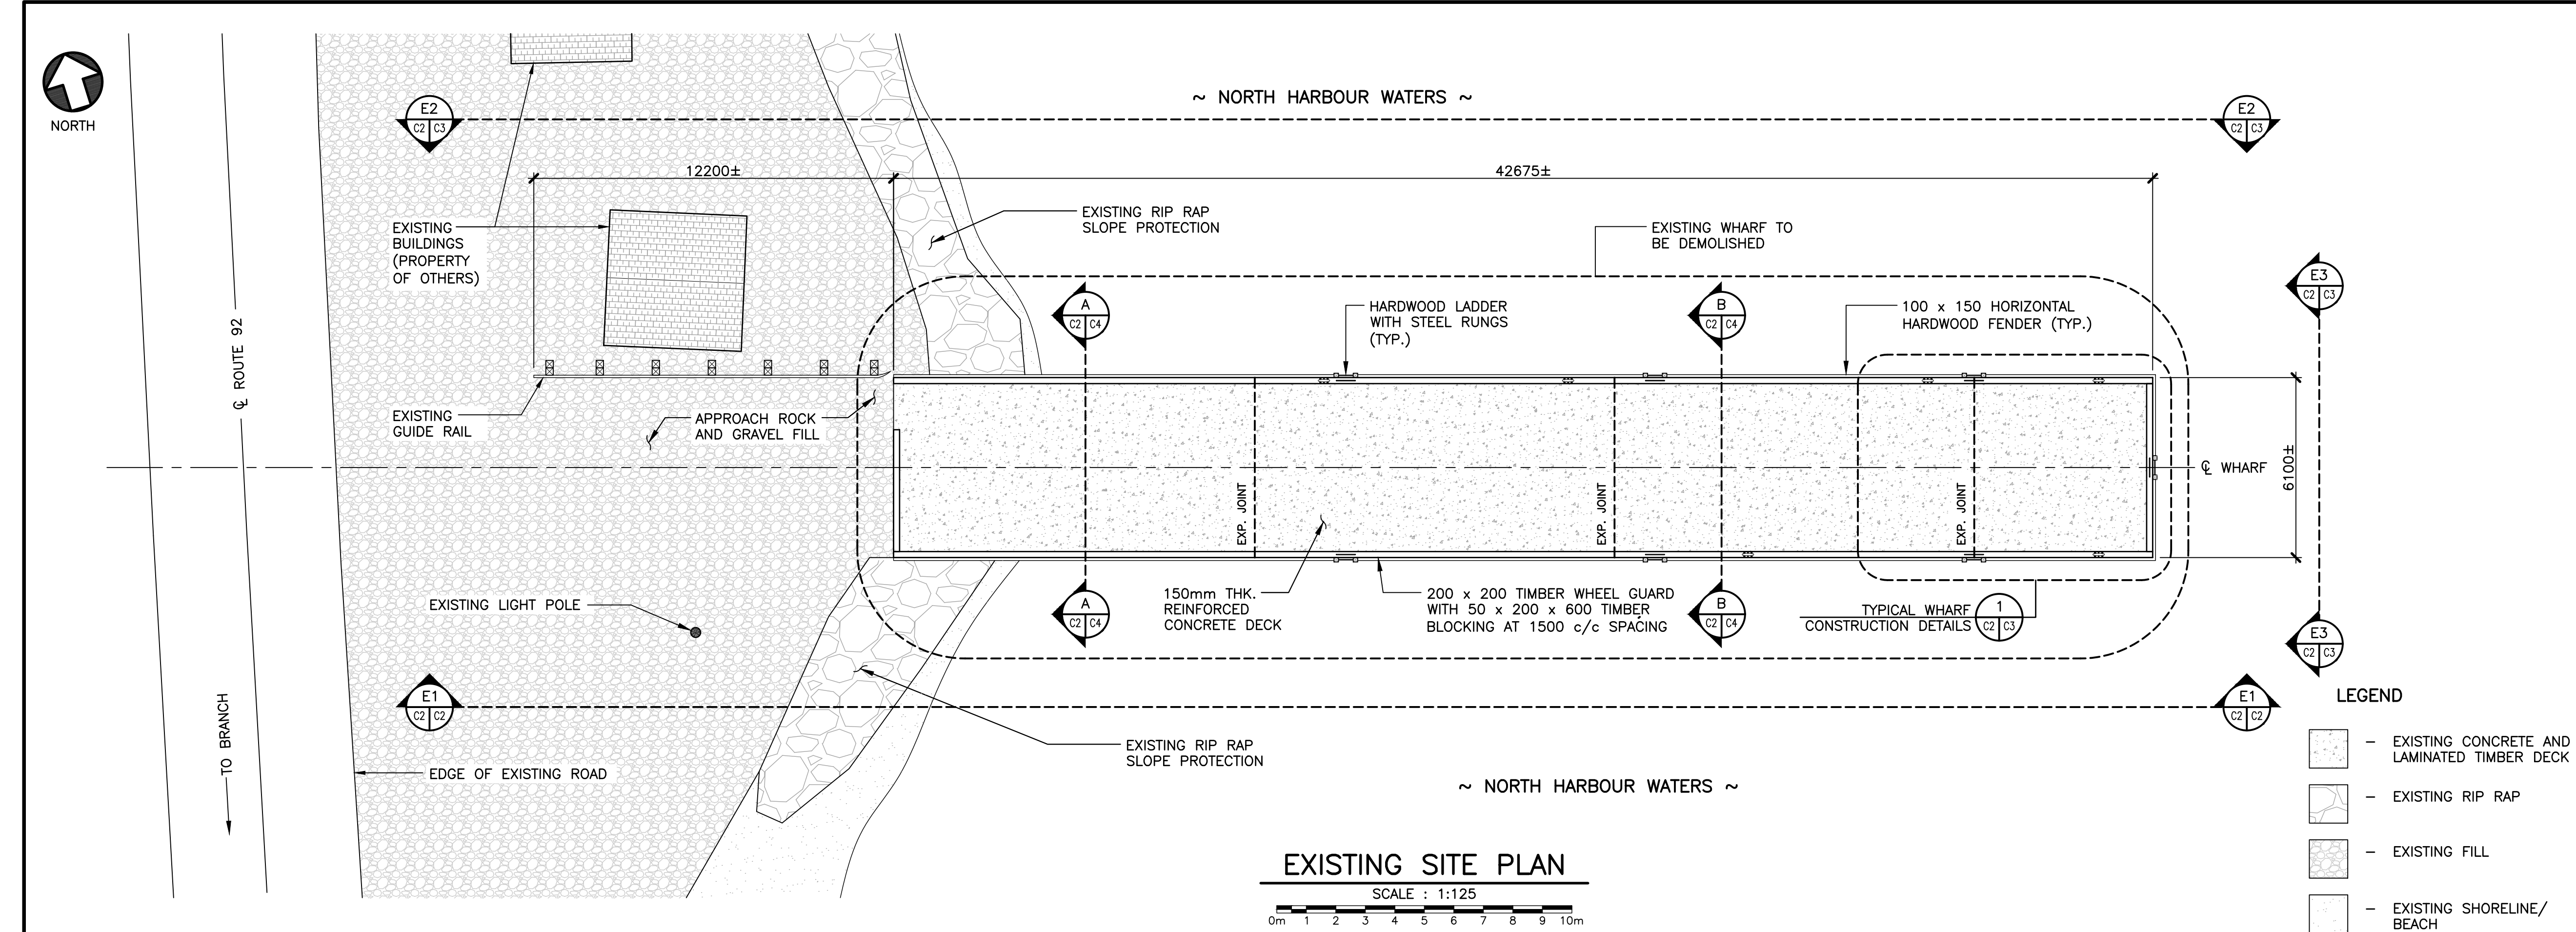 NORTH
~ NORTH HARBOUR WATERS ~
E2
C2 C3
E2
C2 C3
12200±
42675±
EXISTING
BUILDINGS
(PROPERTY
OF OTHERS)
EXISTING RIP RAP
SLOPE PROTECTION
EXISTING WHARF TO
BE DEMOLISHED
E3
C2 C3
A
C2 C4
HARDWOOD LADDER
WITH STEEL RUNGS
(TYP.)
B
C2 C4
100 x 150 HORIZONTAL
HARDWOOD FENDER (TYP.)
℄ ROUTE 92
EXISTING
GUIDE RAIL
APPROACH ROCK
AND GRAVEL FILL
EXP. JOINT
EXP. JOINT
EXP. JOINT
℄ WHARF
6100±
EXISTING LIGHT POLE
A
C2 C4
150mm THK.
REINFORCED
CONCRETE DECK
200 x 200 TIMBER WHEEL GUARD
WITH 50 x 200 x 600 TIMBER
BLOCKING AT 1500 c/c SPACING
B
C2 C4
TYPICAL WHARF
CONSTRUCTION DETAILS
1
C2 C3
E3
C2 C3
E1
C2 C2
E1
C2 C2
TO BRANCH
EDGE OF EXISTING ROAD
EXISTING RIP RAP
SLOPE PROTECTION
~ NORTH HARBOUR WATERS ~
LEGEND
– EXISTING CONCRETE AND
LAMINATED TIMBER DECK
– EXISTING RIP RAP
– EXISTING FILL
– EXISTING SHORELINE/
BEACH
EXISTING SITE PLAN
SCALE : 1:125
0m 1 2 3 4 5 6 7 8 9 10m